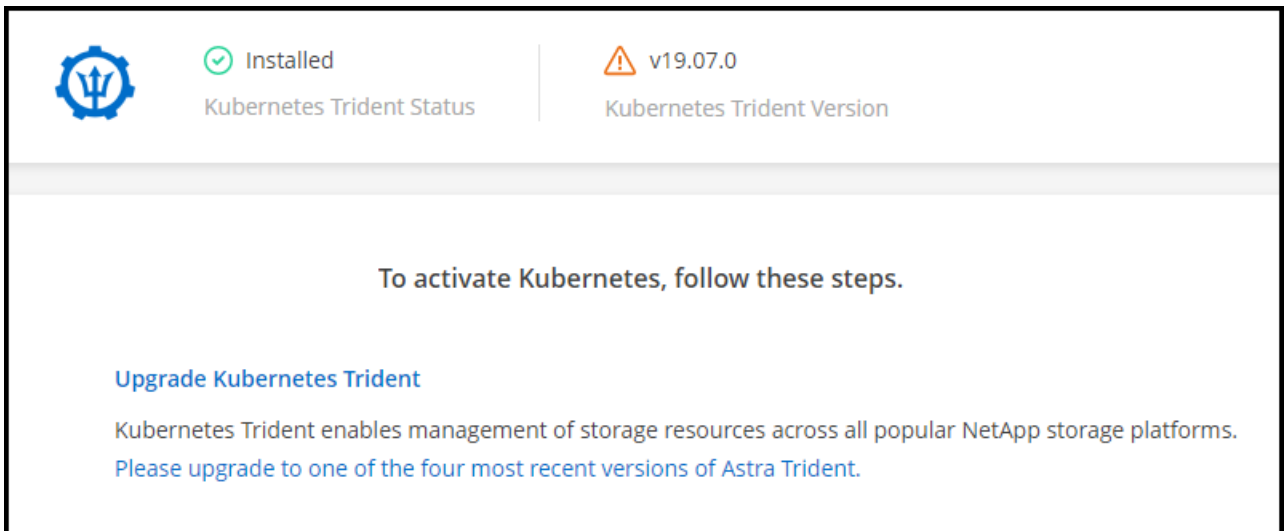 Installed
Kubernetes Trident Status
v19.07.0
Kubernetes Trident Version
To activate Kubernetes, follow these steps.
Upgrade Kubernetes Trident
Kubernetes Trident enables management of storage resources across all popular NetApp storage platforms.
Please upgrade to one of the four most recent versions of Astra Trident.